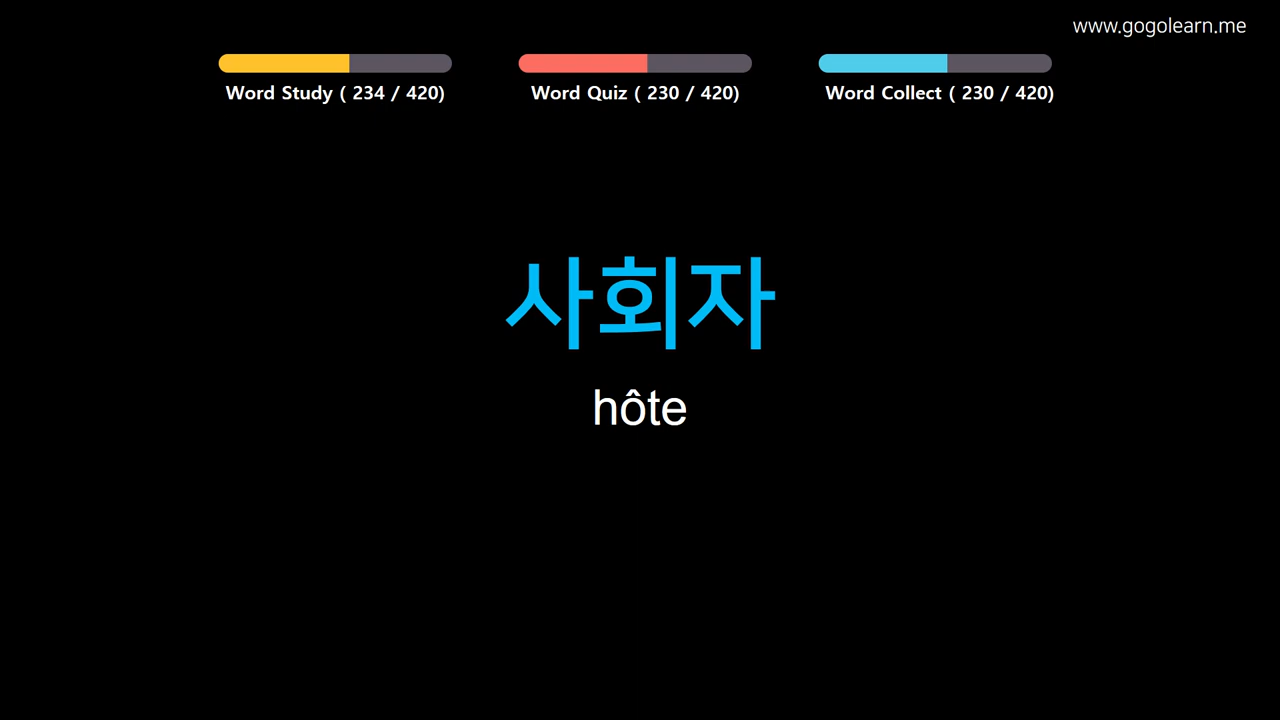 www.gogolearn.me
Word Study ( 234 / 420)
Word Quiz ( 230 / 420)
Word Collect ( 230 / 420)
사회자
hôte